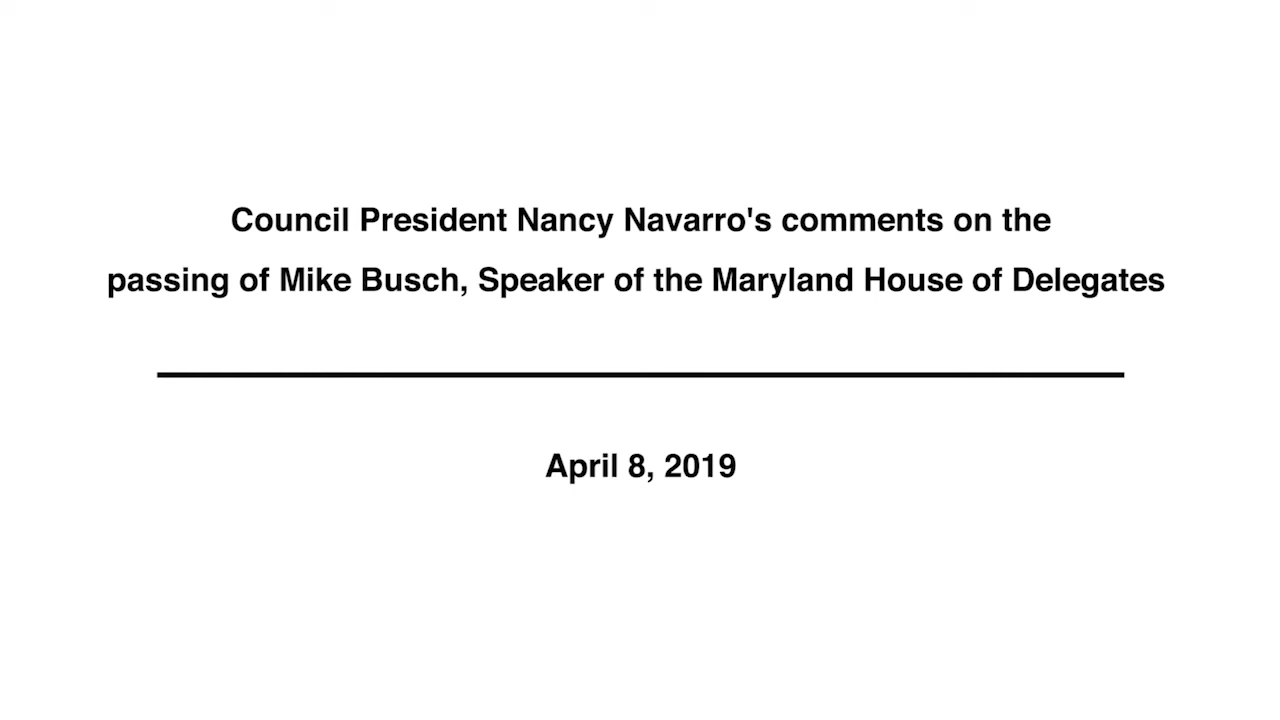 Council President Nancy Navarro's comments on the
passing of Mike Busch, Speaker of the Maryland House of Delegates
April 8, 2019